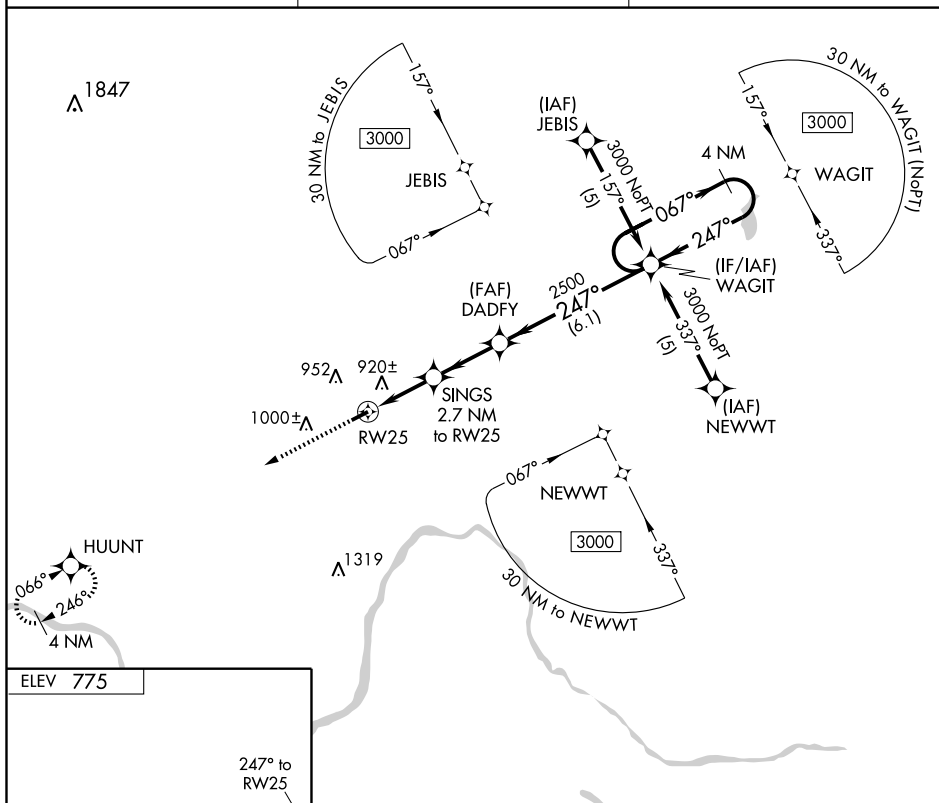 1847
30 NM to JEBIS
157°
3000
JEBIS
067°
(IAF)
JEBIS
3000 NoPT
157°
(5)
4 NM
067°
247°
30 NM to WAGIT (NoPT)
157°
3000
WAGIT
337°
(IF/IAF)
WAGIT
2500
247°
(6.1)
(FAF)
DADFY
3000 NoPT
337°
(5)
(IAF)
NEWWT
952
920±
SINGS
2.7 NM
to RW25
1000±
RW25
067°
NEWWT
3000
337°
30 NM to NEWWT
HUUNT
066°
246°
4 NM
1319
ELEV 775
247° to
RW25